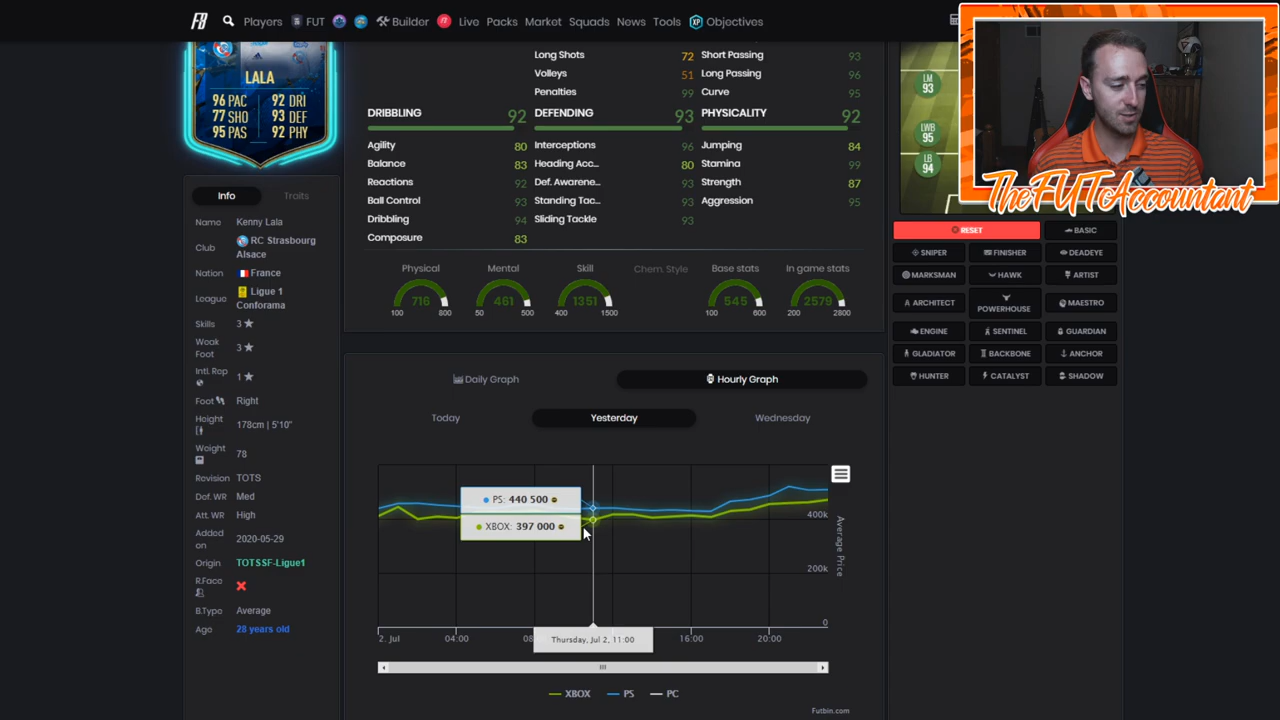 FB Players FUT Builder Live Packs Market Squads News Tools XP Objectives
LALA
96 PAC 92 DRI
77 SHO 93 DEF
95 PAS 92 PHY
Long Shots 72 Short Passing 93
Volleys 51 Long Passing 96
Penalties 99 Curve 95
DRIBBLING 92 DEFENDING 93 PHYSICALITY 92
Agility 80 Interceptions 96 Jumping 84
Balance 83 Heading Acc... 80 Stamina 99
Reactions 92 Def. Awarene... 93 Strength 87
Ball Control 93 Standing Tac... 93 Aggression 95
Dribbling 94 Sliding Tackle 93
Composure 83
Physical Mental Skill Chem. Style Base stats In game stats
716 461 1351 545 2579
100 800 50 500 400 1500 100 600 200 2800
Info Traits
Name Kenny Lala
Club RC Strasbourg
Alsace
Nation France
League Ligue 1
Conforama
Skills 3
Weak
Foot 3
Intl. Rep 1
Foot Right
Height 178cm | 5'10"
Weight 78
Revision TOTS
Def. WR Med
Att. WR High
Added
on 2020-05-29
Origin TOTSSF-Ligue1
R.Face
B.Type Average
Age 28 years old
Daily Graph Hourly Graph
Today Yesterday Wednesday
PS: 440 500
XBOX: 397 000
400k
200k
0
Average Price
2. Jul 04:00 08 16:00 20:00
Thursday, Jul 2, 11:00
XBOX PS PC
Futbin.com
LM
93
LWB
95
LB
94
TheFUTAccountant
RESET BASIC
SNIPER FINISHER DEADEYE
MARKSMAN HAWK ARTIST
ARCHITECT POWERHOUSE MAESTRO
ENGINE SENTINEL GUARDIAN
GLADIATOR BACKBONE ANCHOR
HUNTER CATALYST SHADOW